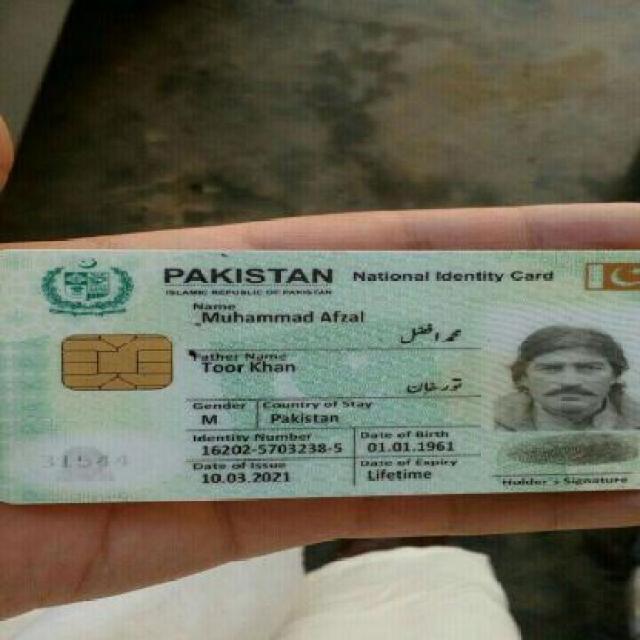 PAKISTAN National Identity Card
ISLAMIC REPUBLIC OF PAKISTAN
Name
Muhammad Afzal
محمد افضل
Father Name
Toor Khan
تور خان
Gender Country of Stay
M Pakistan
Identity Number Date of Birth
16202-5703238-5 01.01.1961
Date of Issue Date of Expiry
10.03.2021 Lifetime
Holder's Signature